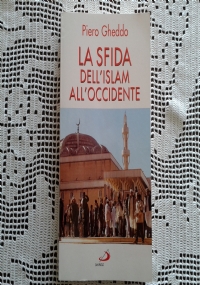 Piero Gheddo
LA SFIDA
DELL'ISLAM
ALL'OCCIDENTE